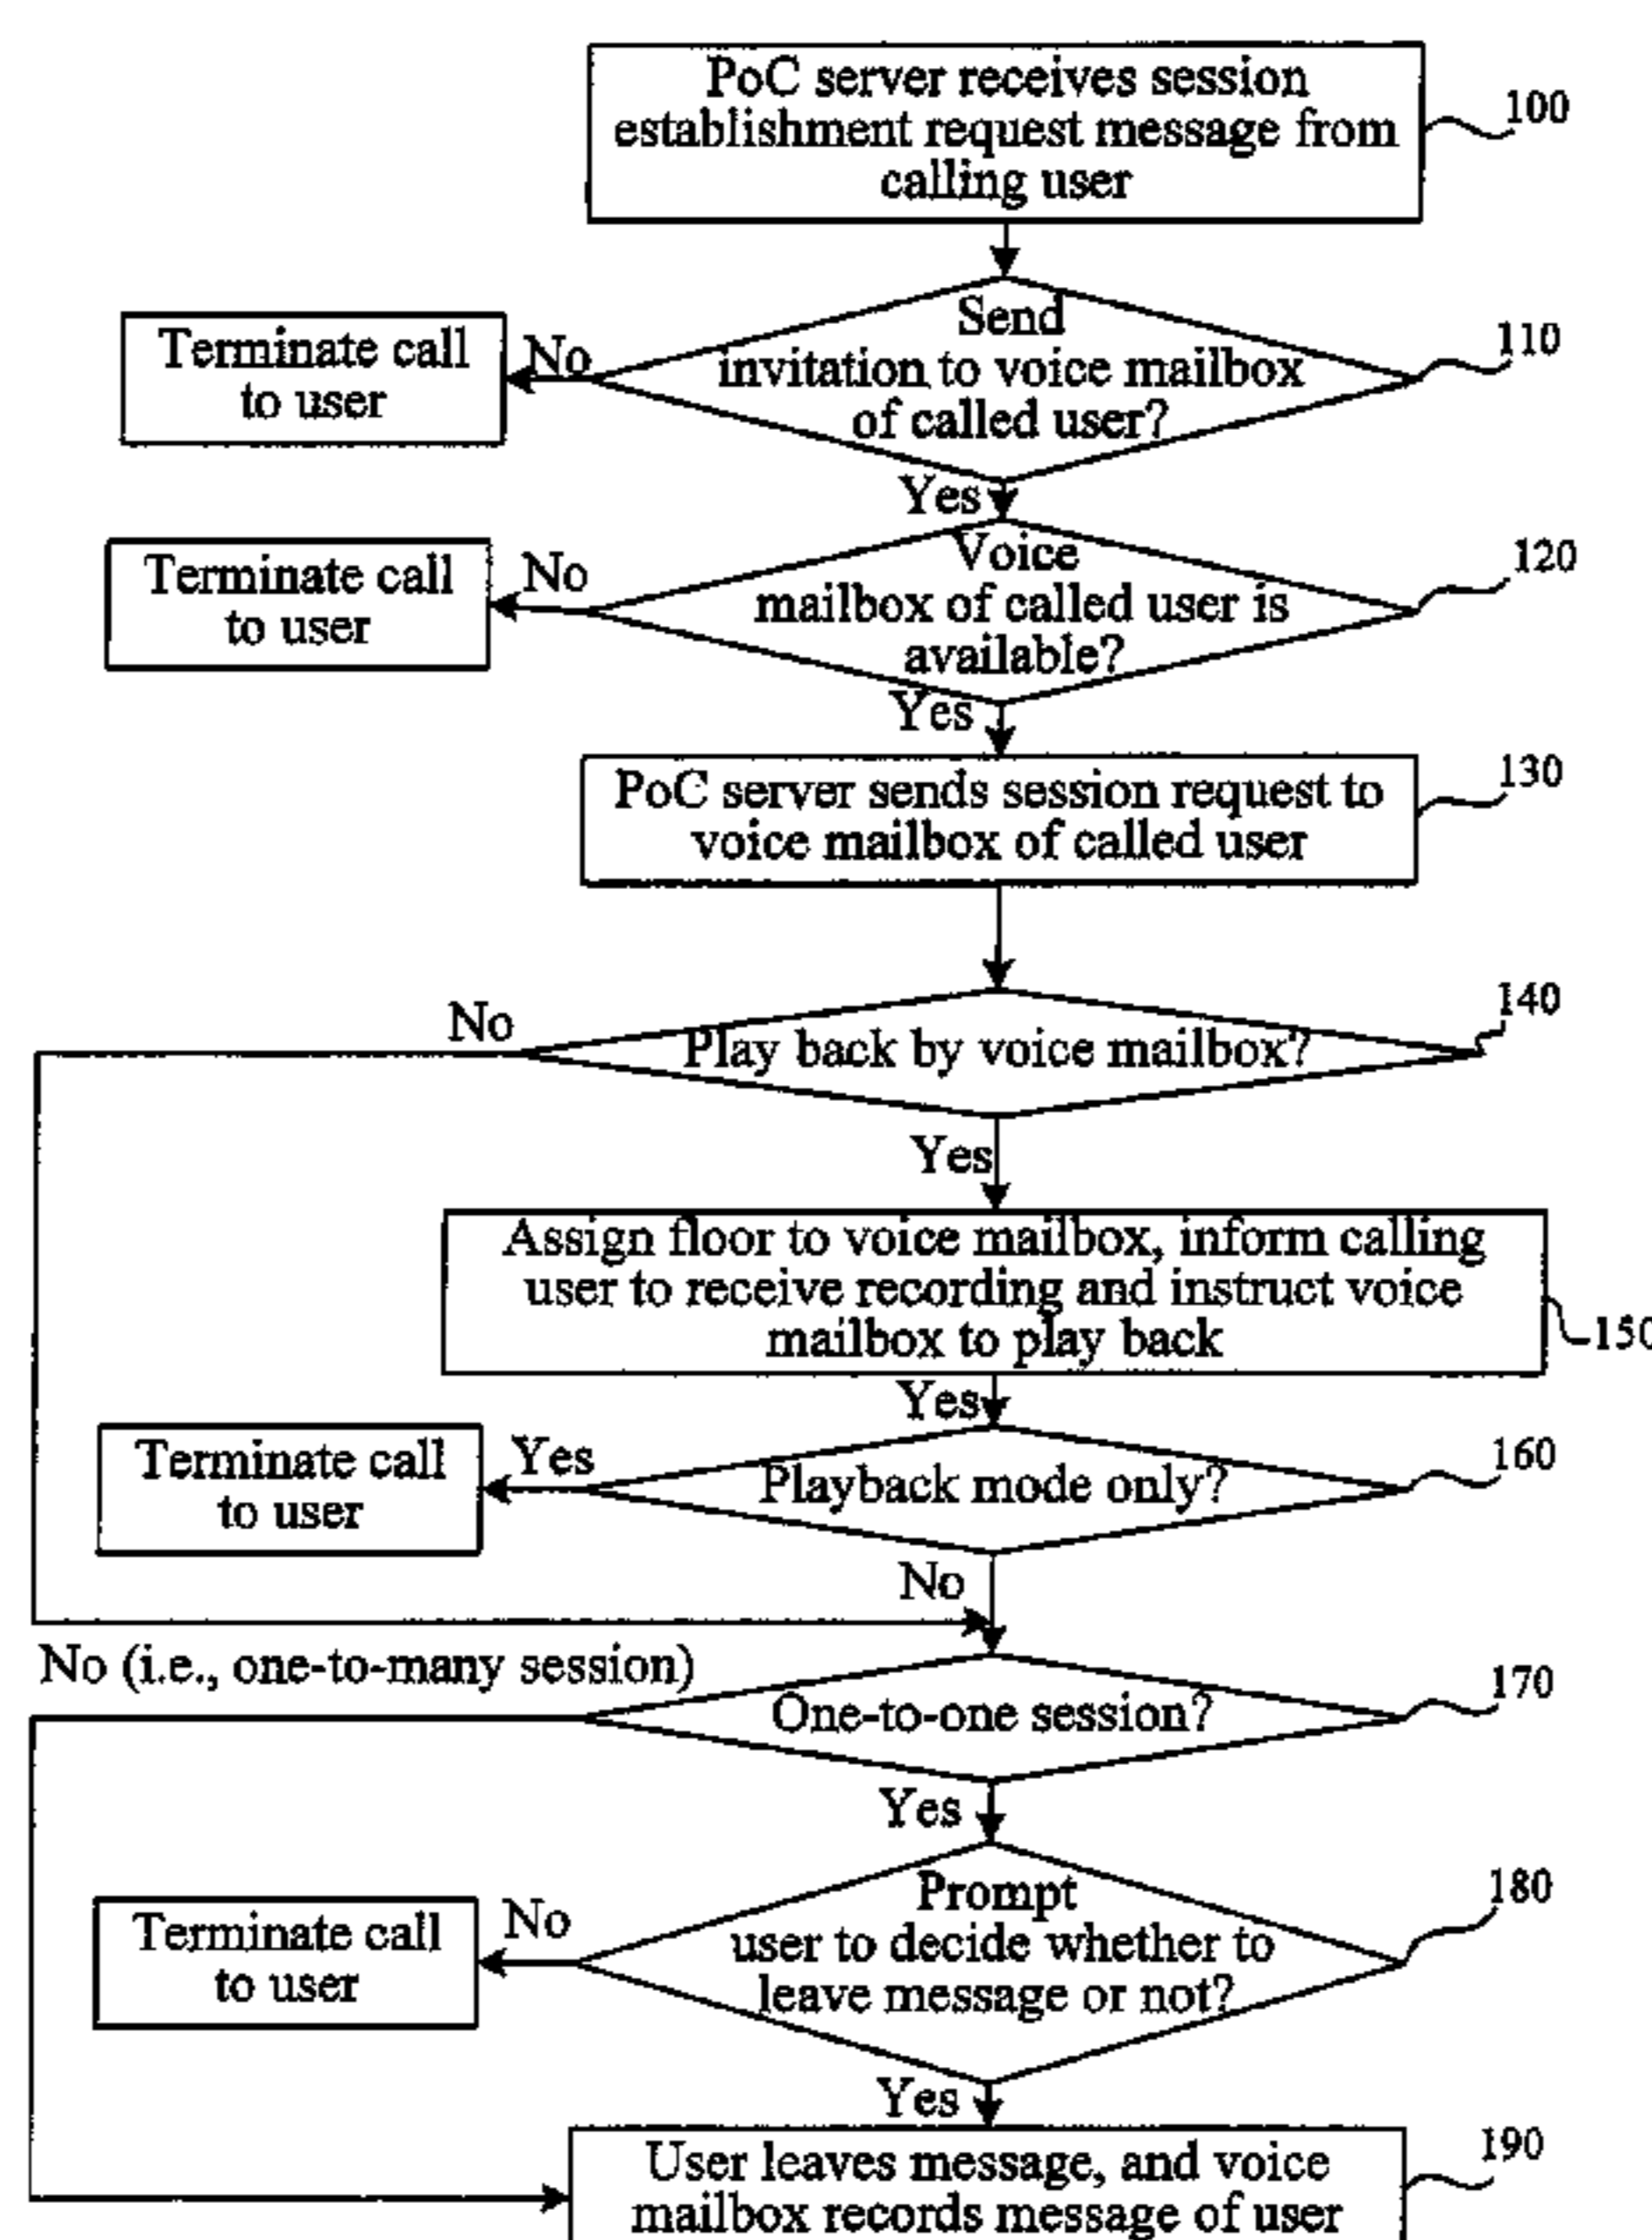 PoC server receives session
establishment request message from
calling user
100
Send
invitation to voice mailbox
of called user?
110
No
Terminate call
to user
Yes
Voice
mailbox of called user is
available?
120
No
Terminate call
to user
Yes
PoC server sends session request to
voice mailbox of called user
130
Play back by voice mailbox?
140
No
Yes
Assign floor to voice mailbox, inform calling
user to receive recording and instruct voice
mailbox to play back
150
Yes
Playback mode only?
160
Yes
Terminate call
to user
No
No (i.e., one-to-many session)
One-to-one session?
170
Yes
Prompt
user to decide whether to
leave message or not?
180
No
Terminate call
to user
Yes
User leaves message, and voice
mailbox records message of user
190